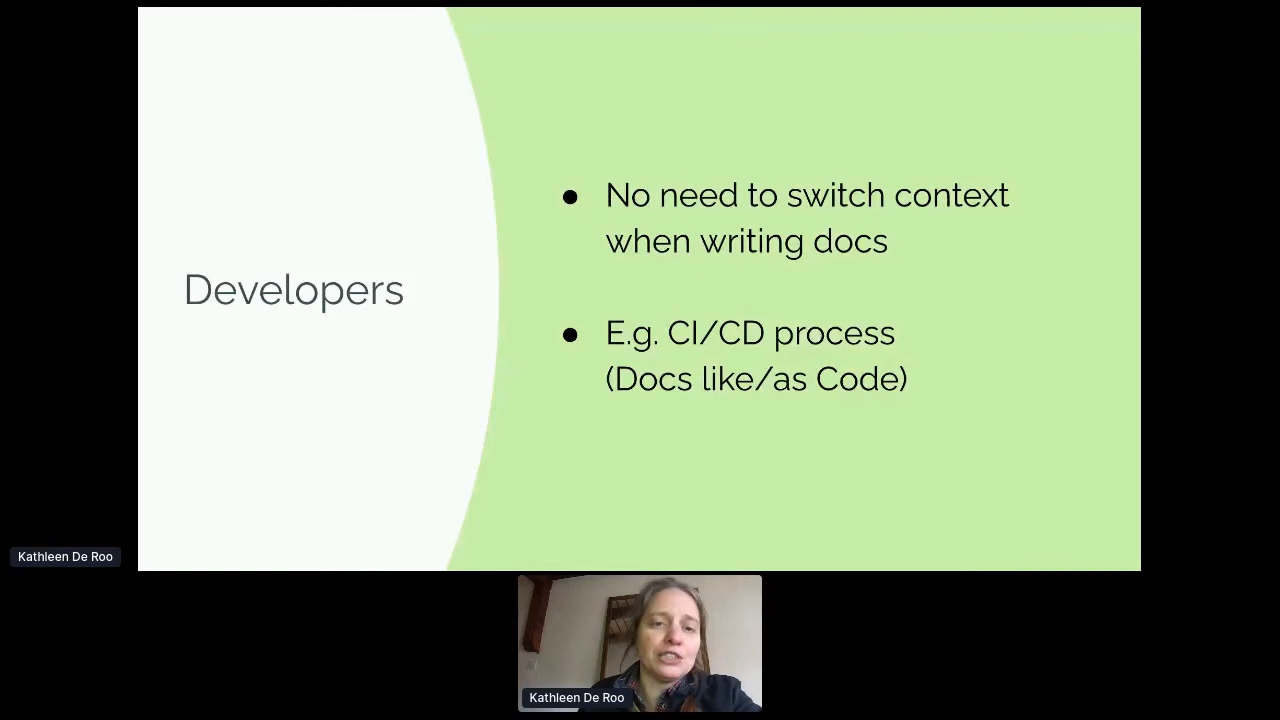 Developers
● No need to switch context
when writing docs
● E.g. CI/CD process
(Docs like/as Code)
Kathleen De Roo
Kathleen De Roo